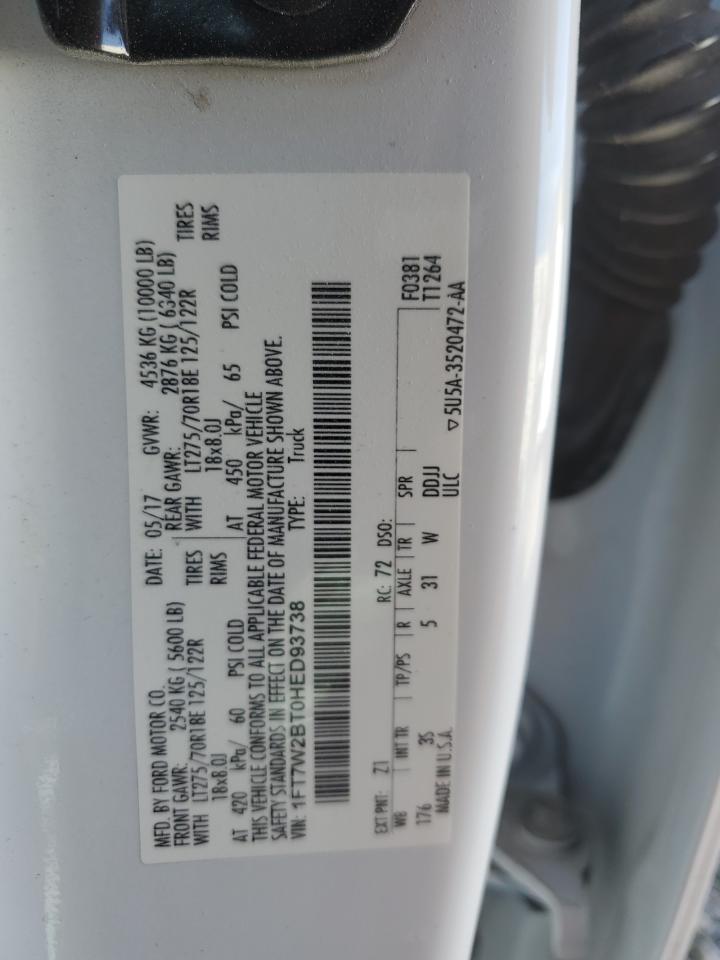 MFD. BY FORD MOTOR CO. DATE: 05/17 GVWR: 4536 KG (10000 LB)
FRONT GAWR: 2540 KG ( 5600 LB) REAR GAWR: 2876 KG ( 6340 LB)
WITH LT275/70R18E 125/122R TIRES WITH LT275/70R18E 125/122R TIRES
18x8.0J RIMS 18x8.0J RIMS
AT 420 kPa/ 60 PSI COLD AT 450 kPa/ 65 PSI COLD
THIS VEHICLE CONFORMS TO ALL APPLICABLE FEDERAL MOTOR VEHICLE
SAFETY STANDARDS IN EFFECT ON THE DATE OF MANUFACTURE SHOWN ABOVE.
VIN: 1FT7W2BT0HED93738 TYPE: Truck
EXT PNT: Z1 RC: 72 DSO: F0381
WB INT TR TP/PS R AXLE TR SPR T1264
176 3S 5 31 W DDJJ
MADE IN U.S.A. ULC ▽5U5A-3520472-AA